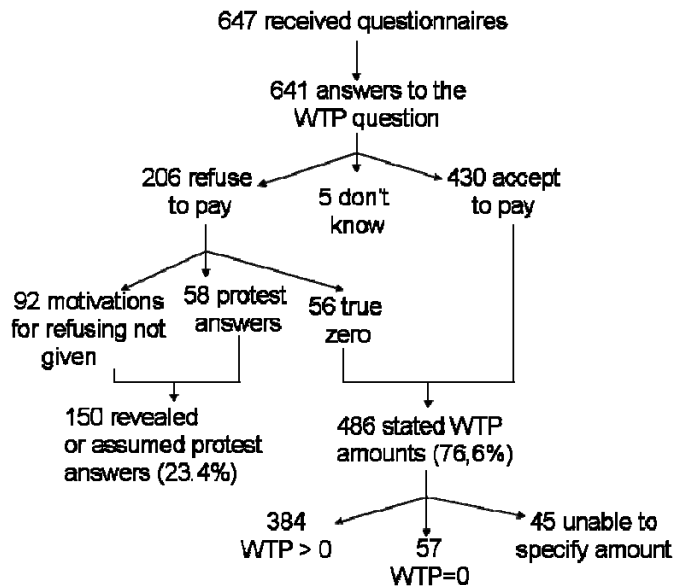 647 received questionnaires
641 answers to the
WTP question
206 refuse
to pay
5 don't
know
430 accept
to pay
92 motivations
for refusing not
given
58 protest
answers
56 true
zero
150 revealed
or assumed protest
answers (23.4%)
486 stated WTP
amounts (76,6%)
384
WTP > 0
57
WTP=0
45 unable to
specify amount